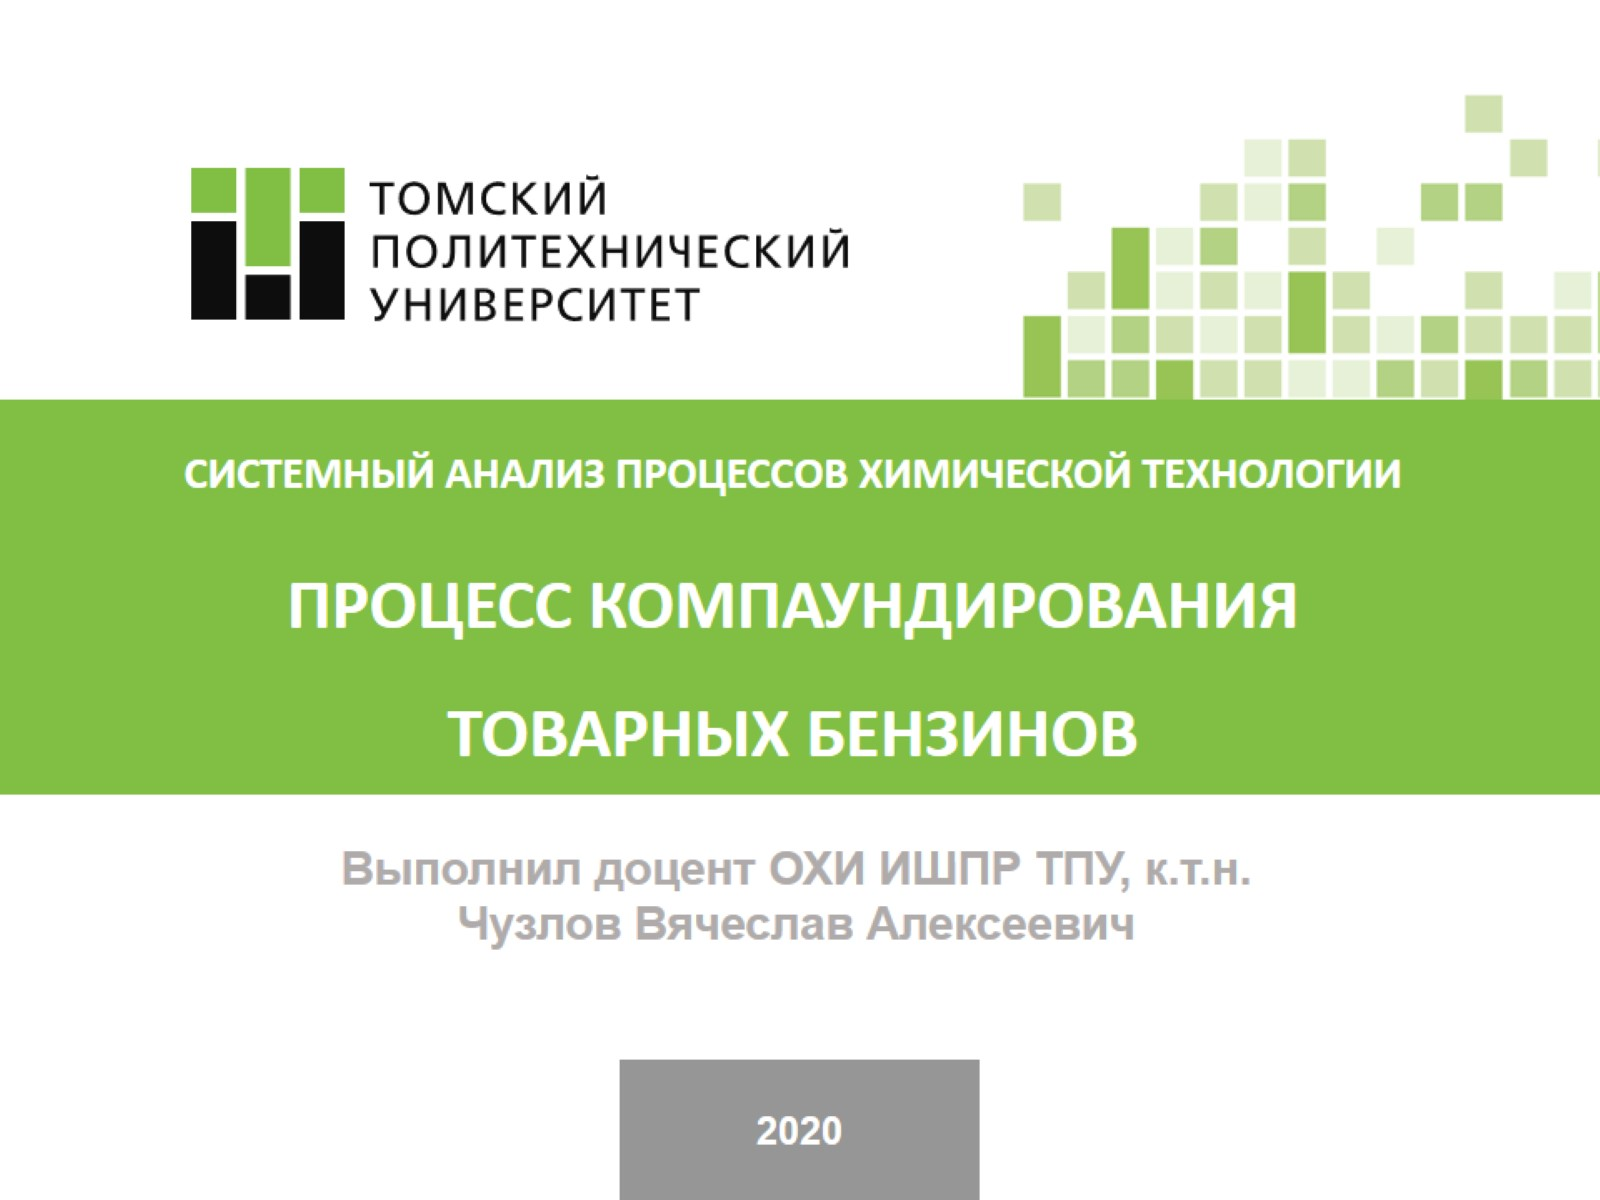 ТОМСКИЙ
ПОЛИТЕХНИЧЕСКИЙ
УНИВЕРСИТЕТ
СИСТЕМНЫЙ АНАЛИЗ ПРОЦЕССОВ ХИМИЧЕСКОЙ ТЕХНОЛОГИИ
ПРОЦЕСС КОМПАУНДИРОВАНИЯ
ТОВАРНЫХ БЕНЗИНОВ
Выполнил доцент ОХИ ИШПР ТПУ, к.т.н.
Чузлов Вячеслав Алексеевич
2020